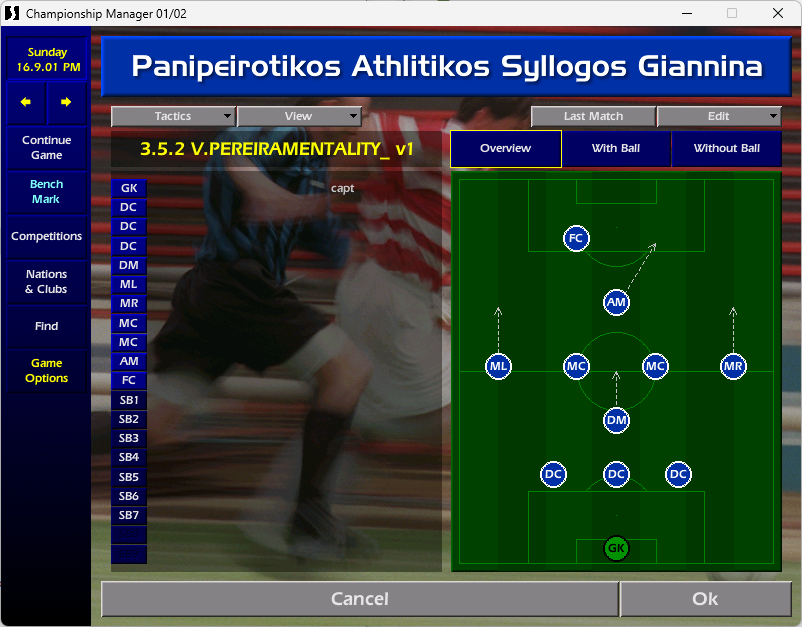 Championship Manager 01/02
Sunday
16.9.01 PM
Continue
Game
Bench
Mark
Competitions
Nations
& Clubs
Find
Game
Options
Panipeirotikos Athlitikos Syllogos Giannina
Tactics
View
Last Match
Edit
3.5.2 V.PEREIRAMENTALITY_ v1
Overview
With Ball
Without Ball
GK capt
DC
DC
DC
DM
ML
MR
MC
MC
AM
FC
SB1
SB2
SB3
SB4
SB5
SB6
SB7
FC
AM
ML MC MC MR
DM
DC DC DC
GK
Cancel
Ok